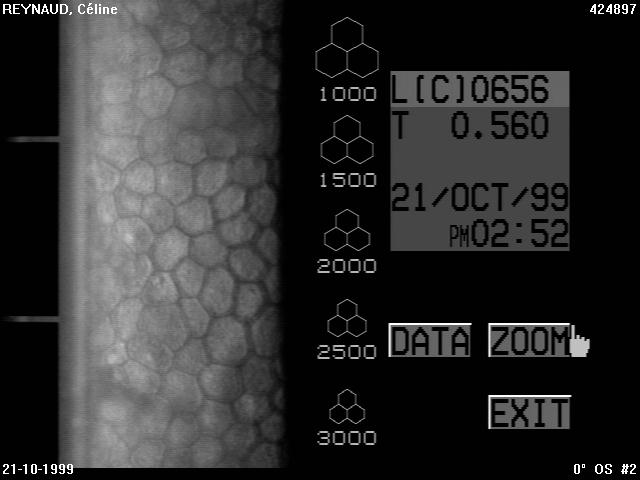 REYNAUD, Céline
424897
1000
1500
2000
2500
3000
L[C]0656
T 0.560
21/OCT/99
PM02:52
DATA ZOOM
EXIT
21-10-1999
0° OS #2